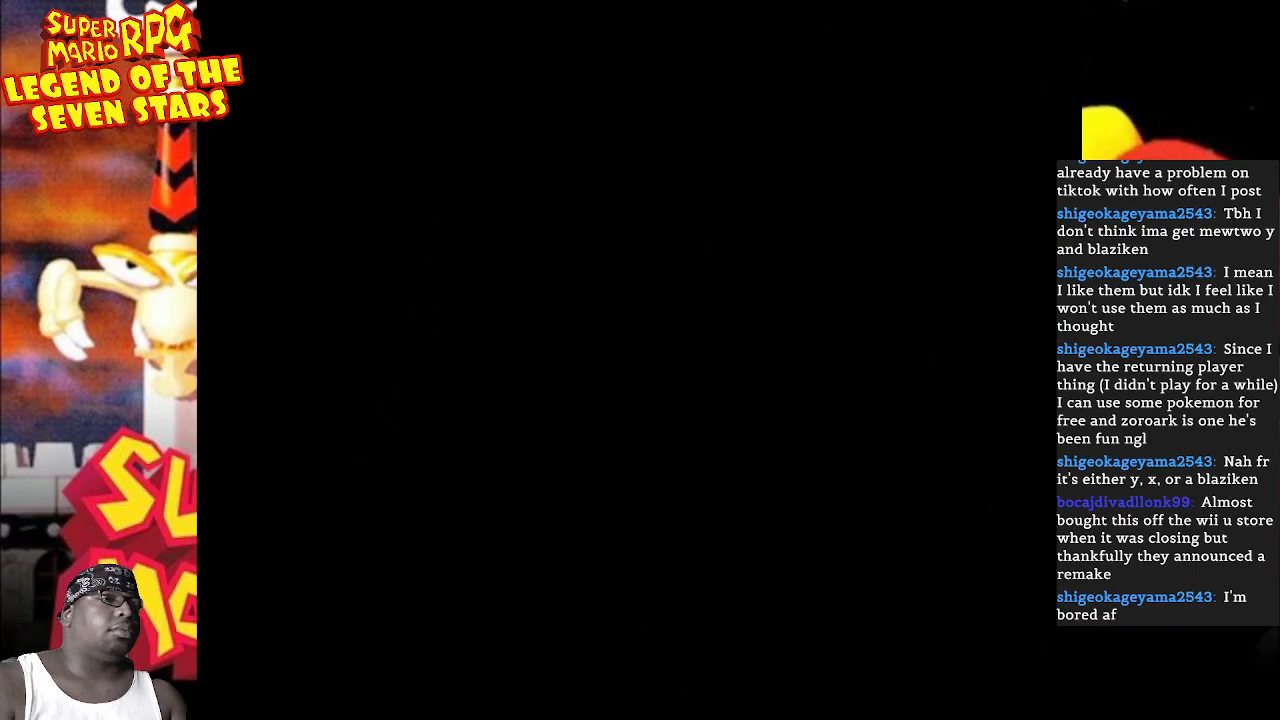 SUPER
MARIO RPG
LEGEND OF THE
SEVEN STARS
already have a problem on
tiktok with how often I post
shigeokageyama2543: Tbh I
don't think ima get mewtwo y
and blaziken
shigeokageyama2543: I mean
I like them but idk I feel like I
won't use them as much as I
thought
shigeokageyama2543: Since I
have the returning player
thing (I didn't play for a while)
I can use some pokemon for
free and zoroark is one he's
been fun ngl
shigeokageyama2543: Nah fr
it's either y, x, or a blaziken
bocajdivadllonk99: Almost
bought this off the wii u store
when it was closing but
thankfully they announced a
remake
shigeokageyama2543: I'm
bored af
SU